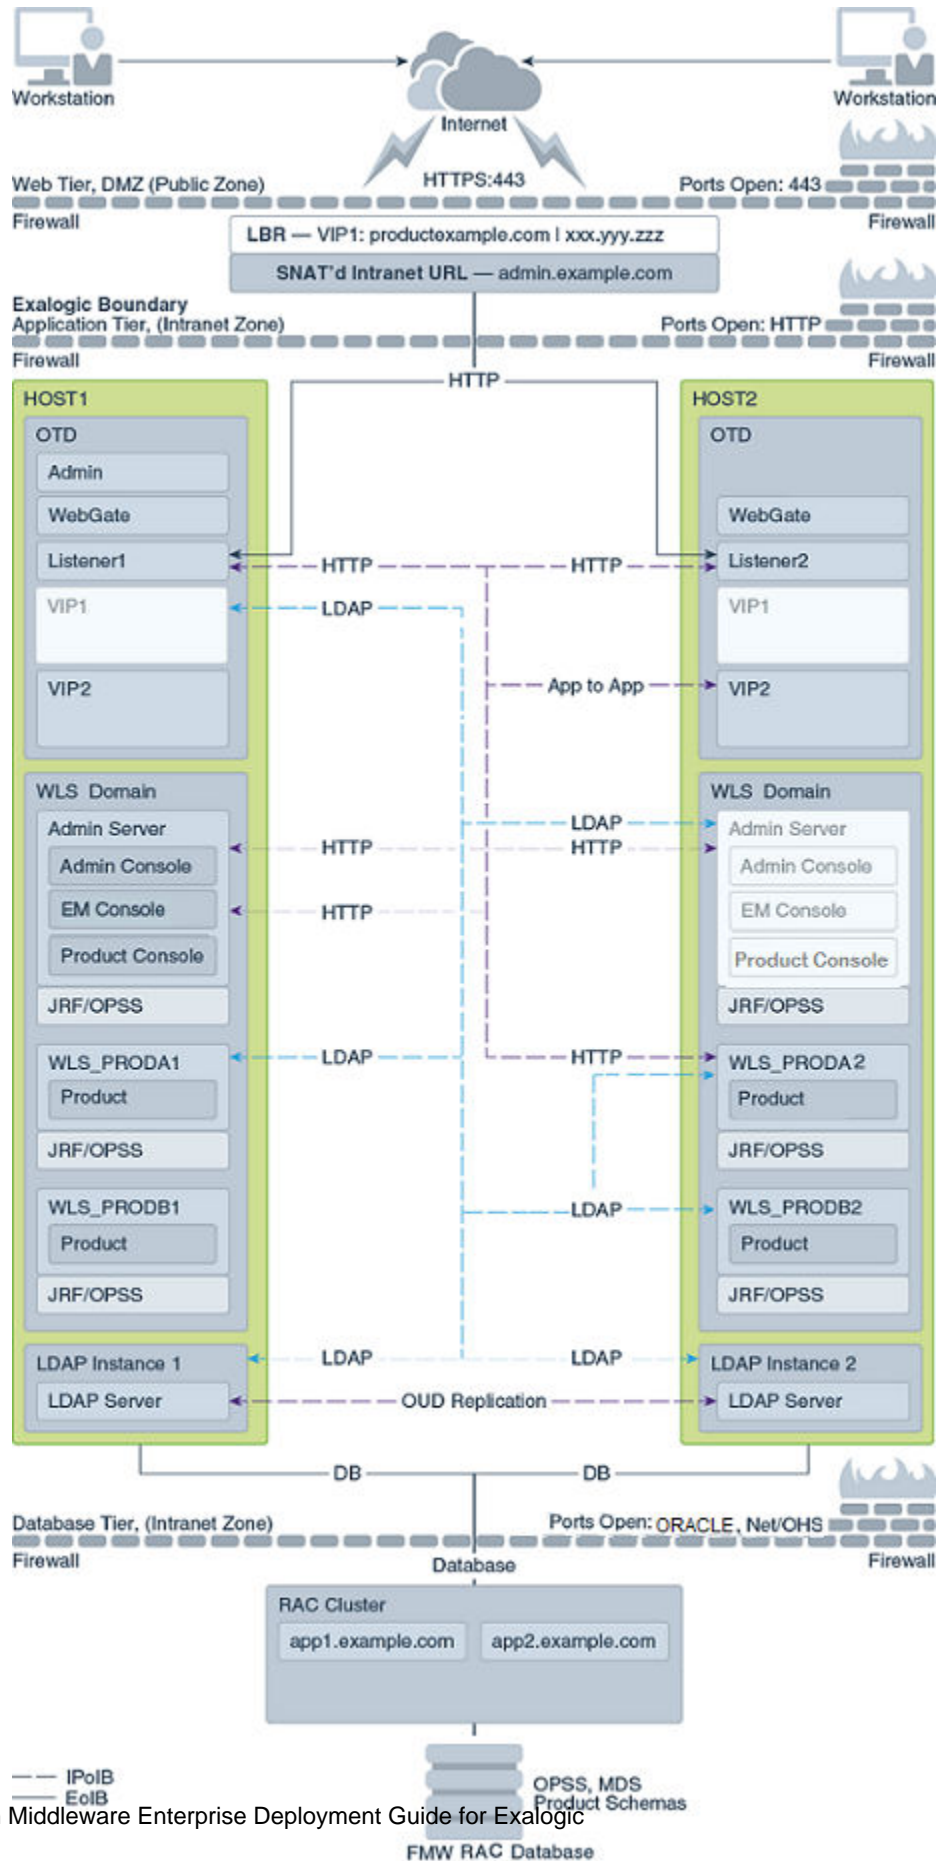 Workstation
Workstation
Internet
HTTPS:443
Web Tier, DMZ (Public Zone)
Ports Open: 443
Firewall
LBR — VIP1: productexample.com | xxx.yyy.zzz
SNAT'd Intranet URL — admin.example.com
Exalogic Boundary
Application Tier, (Intranet Zone)
Ports Open: HTTP
Firewall
Firewall
HTTP
HOST1
OTD
Admin
WebGate
Listener1
VIP1
VIP2
WLS Domain
Admin Server
Admin Console
EM Console
Product Console
JRF/OPSS
WLS_PRODA1
Product
JRF/OPSS
WLS_PRODB1
Product
JRF/OPSS
LDAP Instance 1
LDAP Server
HTTP
HTTP
LDAP
App to App
LDAP
HTTP
HTTP
HTTP
LDAP
HTTP
LDAP
LDAP
LDAP
OUD Replication
HOST2
OTD
WebGate
Listener2
VIP1
VIP2
WLS Domain
Admin Server
Admin Console
EM Console
Product Console
JRF/OPSS
WLS_PRODA2
Product
JRF/OPSS
WLS_PRODB2
Product
JRF/OPSS
LDAP Instance 2
LDAP Server
DB
DB
Database Tier, (Intranet Zone)
Ports Open: ORACLE, Net/OHS
Firewall
Firewall
Database
RAC Cluster
app1.example.com
app2.example.com
IPoIB
EoIB
OPSS, MDS
Product Schemas
Middleware Enterprise Deployment Guide for Exalogic
FMW RAC Database